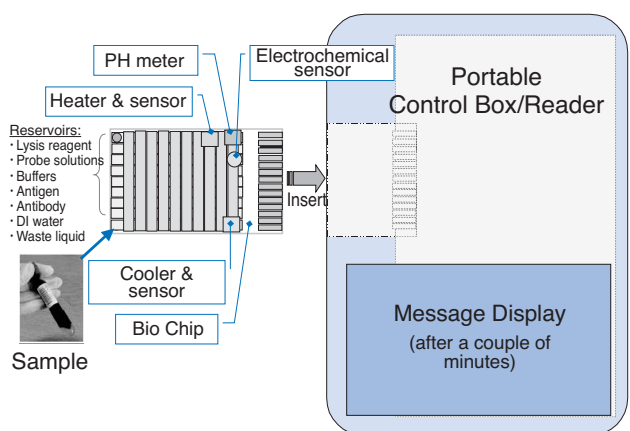 PH meter
Electrochemical
sensor
Heater & sensor
Reservoirs:
· Lysis reagent
· Probe solutions
· Buffers
· Antigen
· Antibody
· DI water
· Waste liquid
Insert
Cooler &
sensor
Bio Chip
Sample
Portable
Control Box/Reader
Message Display
(after a couple of
minutes)